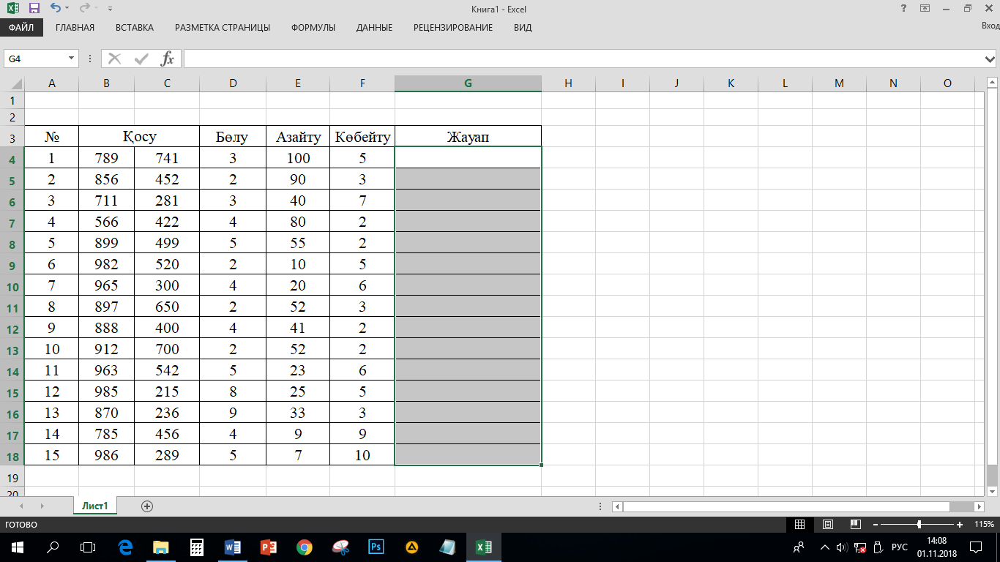 Книга1 - Excel
ФАЙЛ ГЛАВНАЯ ВСТАВКА РАЗМЕТКА СТРАНИЦЫ ФОРМУЛЫ ДАННЫЕ РЕЦЕНЗИРОВАНИЕ ВИД Вход
G4 fx
A B C D E F G H I J K L M N O
1
2
3 № Қосу Бөлу Азайту Көбейту Жауап
4 1 789 741 3 100 5
5 2 856 452 2 90 3
6 3 711 281 3 40 7
7 4 566 422 4 80 2
8 5 899 499 5 55 2
9 6 982 520 2 10 5
10 7 965 300 4 20 6
11 8 897 650 2 52 3
12 9 888 400 4 41 2
13 10 912 700 2 52 2
14 11 963 542 5 23 6
15 12 985 215 8 25 5
16 13 870 236 9 33 3
17 14 785 456 4 9 9
18 15 986 289 5 7 10
19
20
Лист1
ГОТОВО 115%
РУС 14:08
01.11.2018